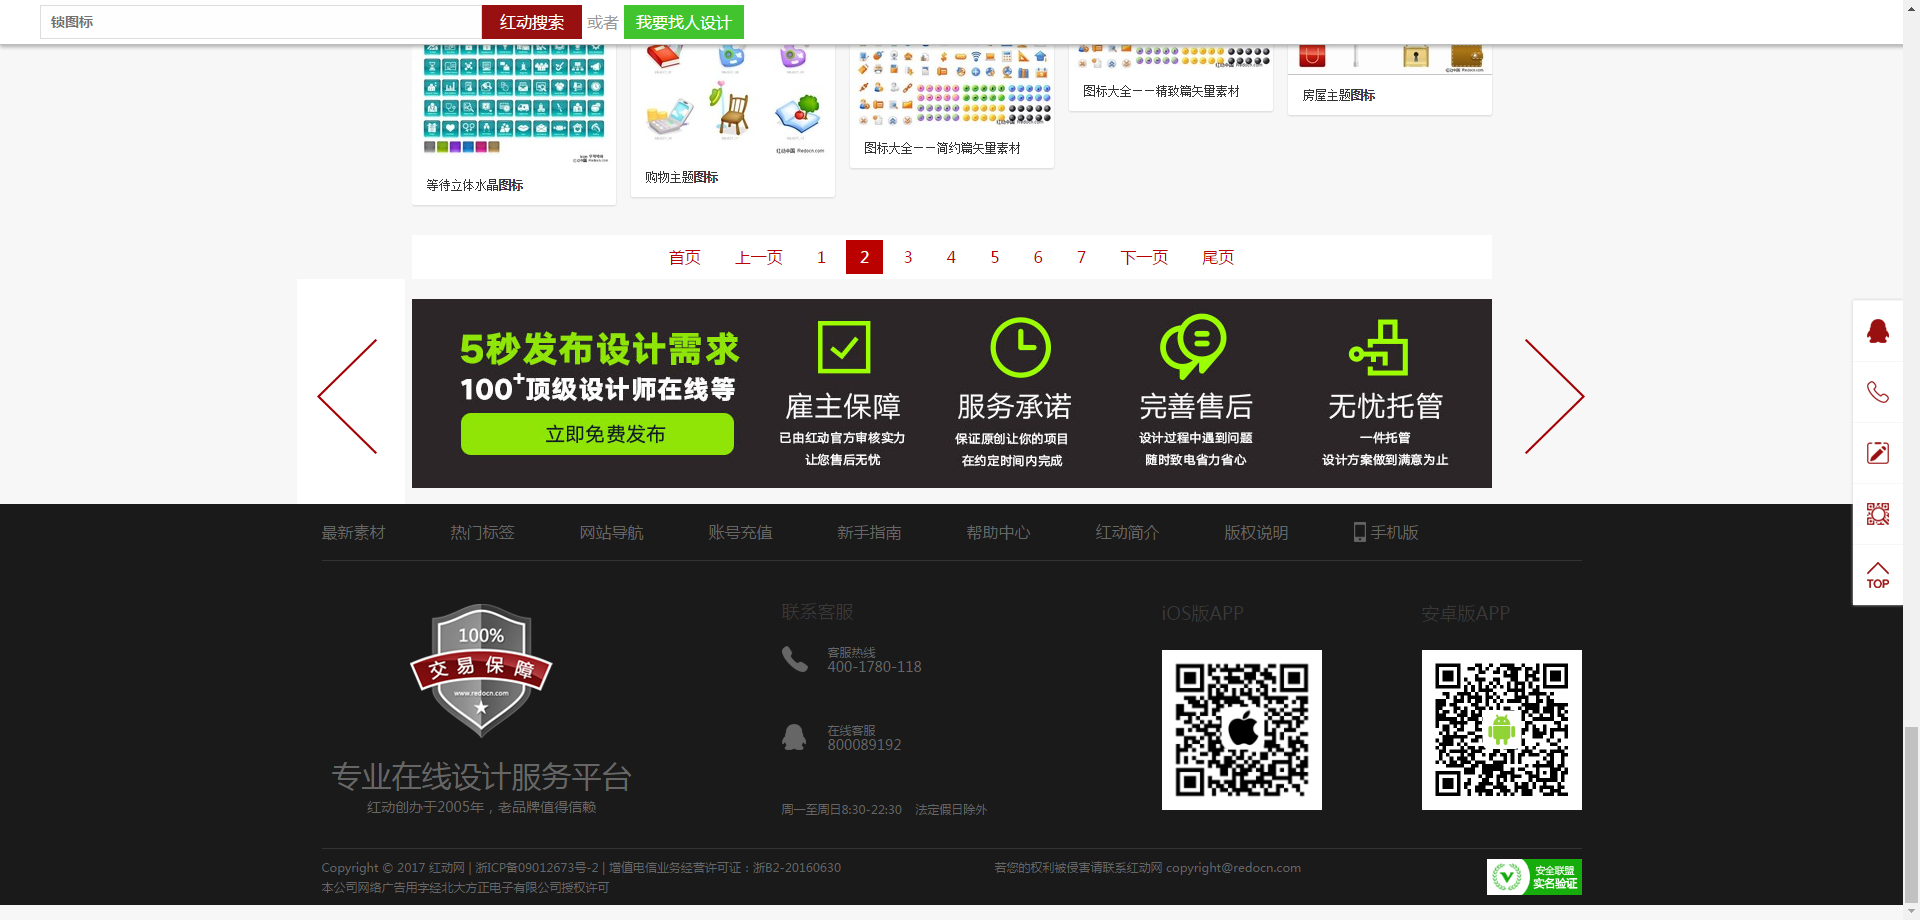 锁图标
红动搜索 或者 我要找人设计
等待立体水晶图标
购物主题图标
图标大全——简约篇矢量素材
图标大全——精致篇矢量素材
房屋主题图标
首页 上一页 1 2 3 4 5 6 7 下一页 尾页
5秒发布设计需求
100+顶级设计师在线等
立即免费发布
雇主保障
已由红动官方审核实力
让您售后无忧
服务承诺
保证原创让你的项目
在约定时间内完成
完善售后
设计过程中遇到问题
随时致电省力省心
无忧托管
一件托管
设计方案做到满意为止
TOP
最新素材 热门标签 网站导航 账号充值 新手指南 帮助中心 红动简介 版权说明 手机版
100%
交易保障
www.redocn.com
专业在线设计服务平台
红动创办于2005年，老品牌值得信赖
联系客服
客服热线
400-1780-118
在线客服
800089192
周一至周日8:30-22:30 法定假日除外
iOS版APP
安卓版APP
Copyright © 2017 红动网 | 浙ICP备09012673号-2 | 增值电信业务经营许可证：浙B2-20160630
本公司网络广告用字经北大方正电子有限公司授权许可
若您的权利被侵害请联系红动网 copyright@redocn.com
安全联盟
实名验证